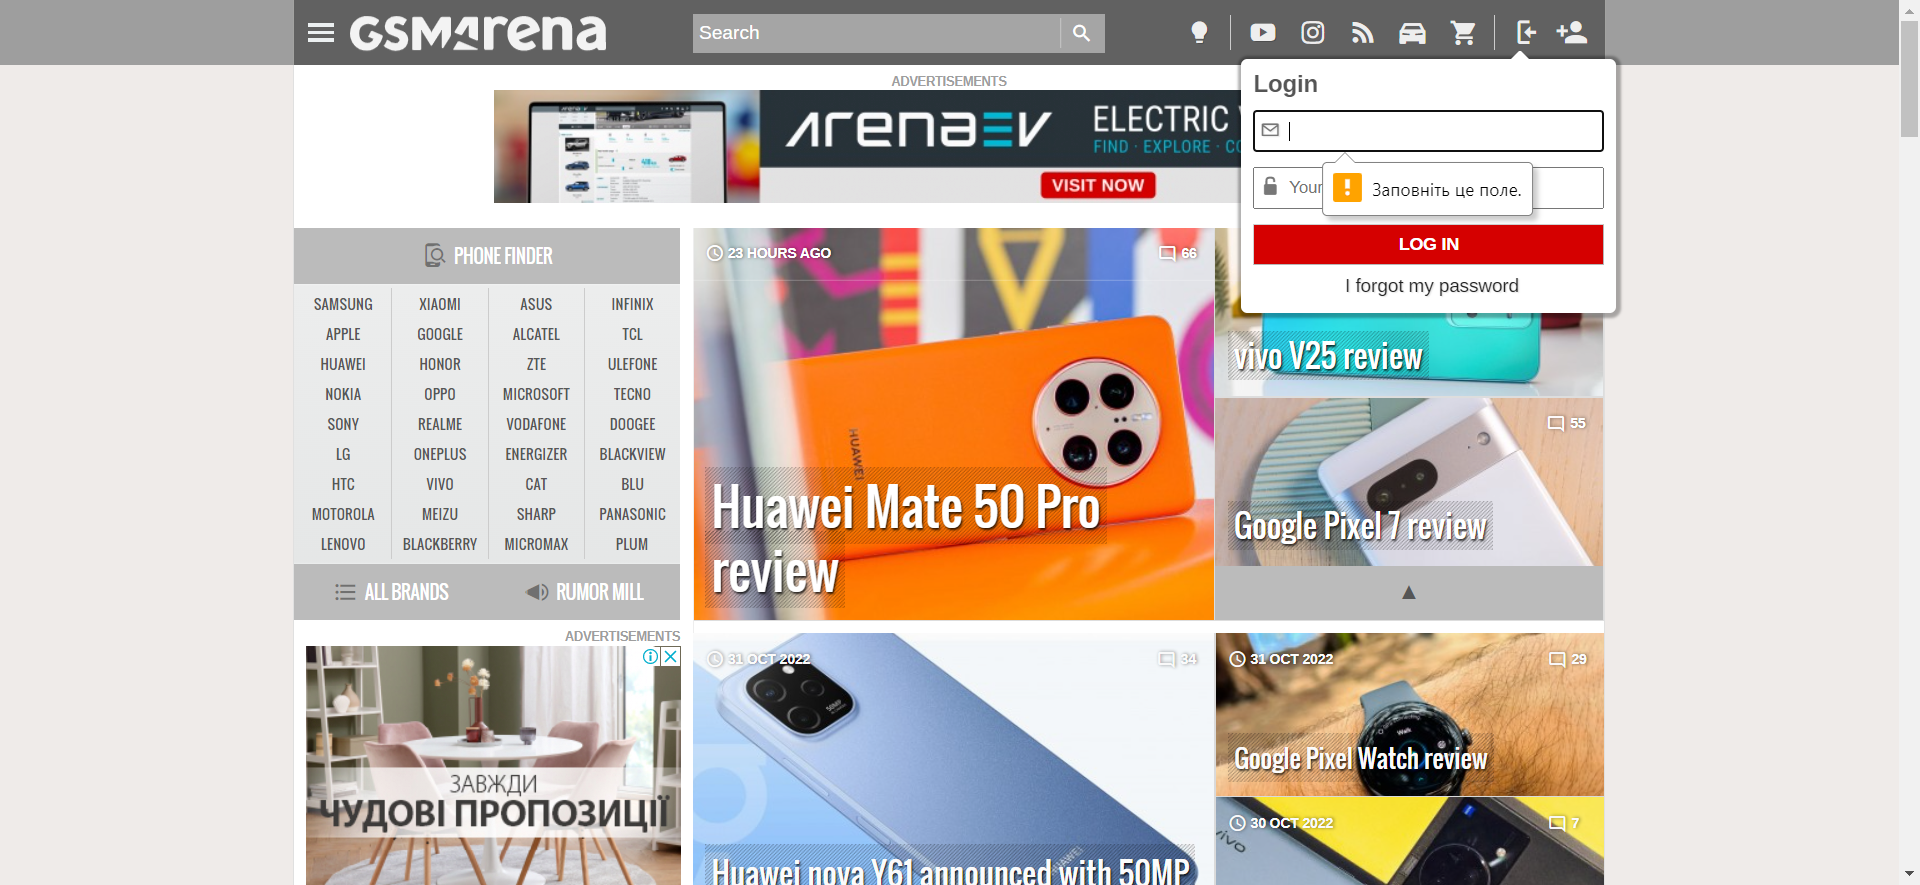 GSMArena
Search
ADVERTISEMENTS
arenaEV
ELECTRIC
FIND · EXPLORE ·
VISIT NOW
Login
Your
Заповніть це поле.
LOG IN
I forgot my password
PHONE FINDER
SAMSUNG XIAOMI ASUS INFINIX
APPLE GOOGLE ALCATEL TCL
HUAWEI HONOR ZTE ULEFONE
NOKIA OPPO MICROSOFT TECNO
SONY REALME VODAFONE DOOGEE
LG ONEPLUS ENERGIZER BLACKVIEW
HTC VIVO CAT BLU
MOTOROLA MEIZU SHARP PANASONIC
LENOVO BLACKBERRY MICROMAX PLUM
ALL BRANDS RUMOR MILL
23 HOURS AGO 66
HUAWEI
Huawei Mate 50 Pro
review
vivo V25 review
55
Google Pixel 7 review
ADVERTISEMENTS
ЗАВЖДИ
ЧУДОВІ ПРОПОЗИЦІЇ
31 OCT 2022 34
50MP
HUAWEI
Huawei nova Y61 announced with 50MP
31 OCT 2022 29
Walk
Google Pixel Watch review
30 OCT 2022 7
vivo